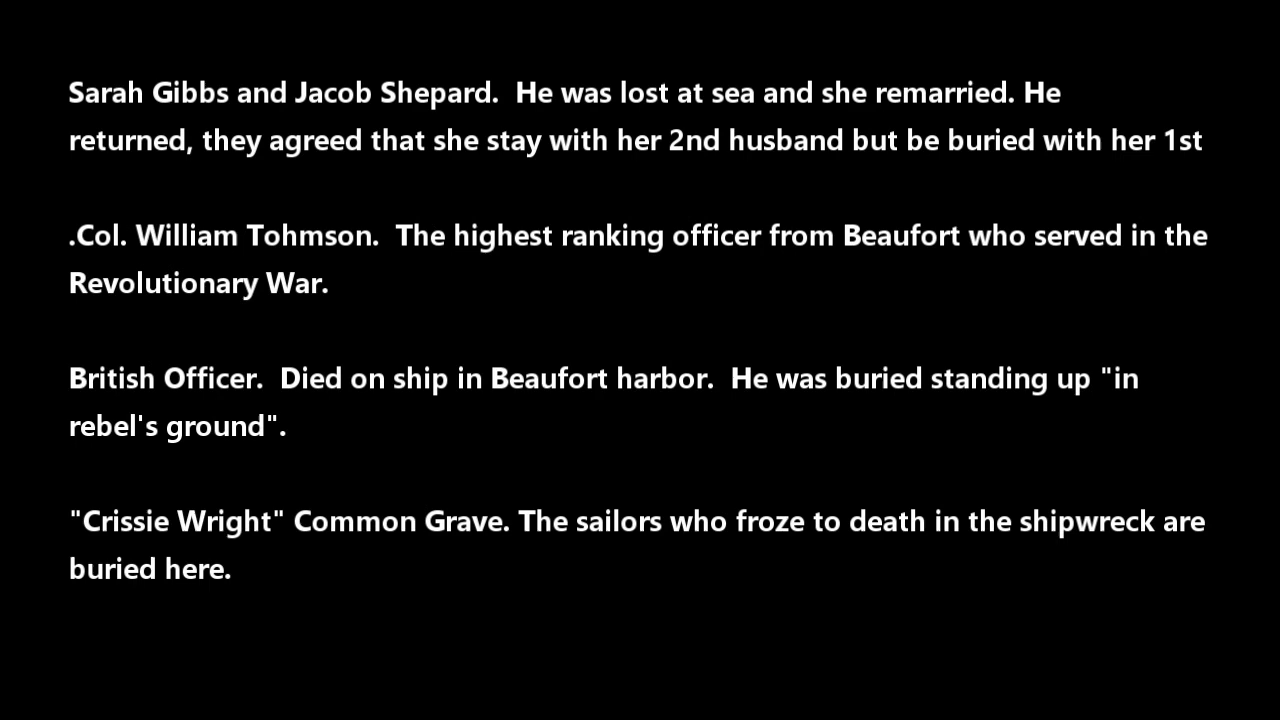 Sarah Gibbs and Jacob Shepard.  He was lost at sea and she remarried. He
returned, they agreed that she stay with her 2nd husband but be buried with her 1st
.Col. William Tohmson.  The highest ranking officer from Beaufort who served in the
Revolutionary War.
British Officer.  Died on ship in Beaufort harbor.  He was buried standing up "in
rebel's ground".
"Crissie Wright" Common Grave. The sailors who froze to death in the shipwreck are
buried here.